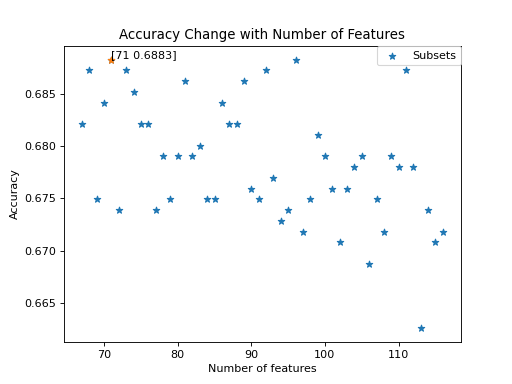 Accuracy Change with Number of Features
[71 0.6883]
Subsets
0.685
0.680
0.675
0.670
0.665
Accuracy
70 80 90 100 110
Number of features